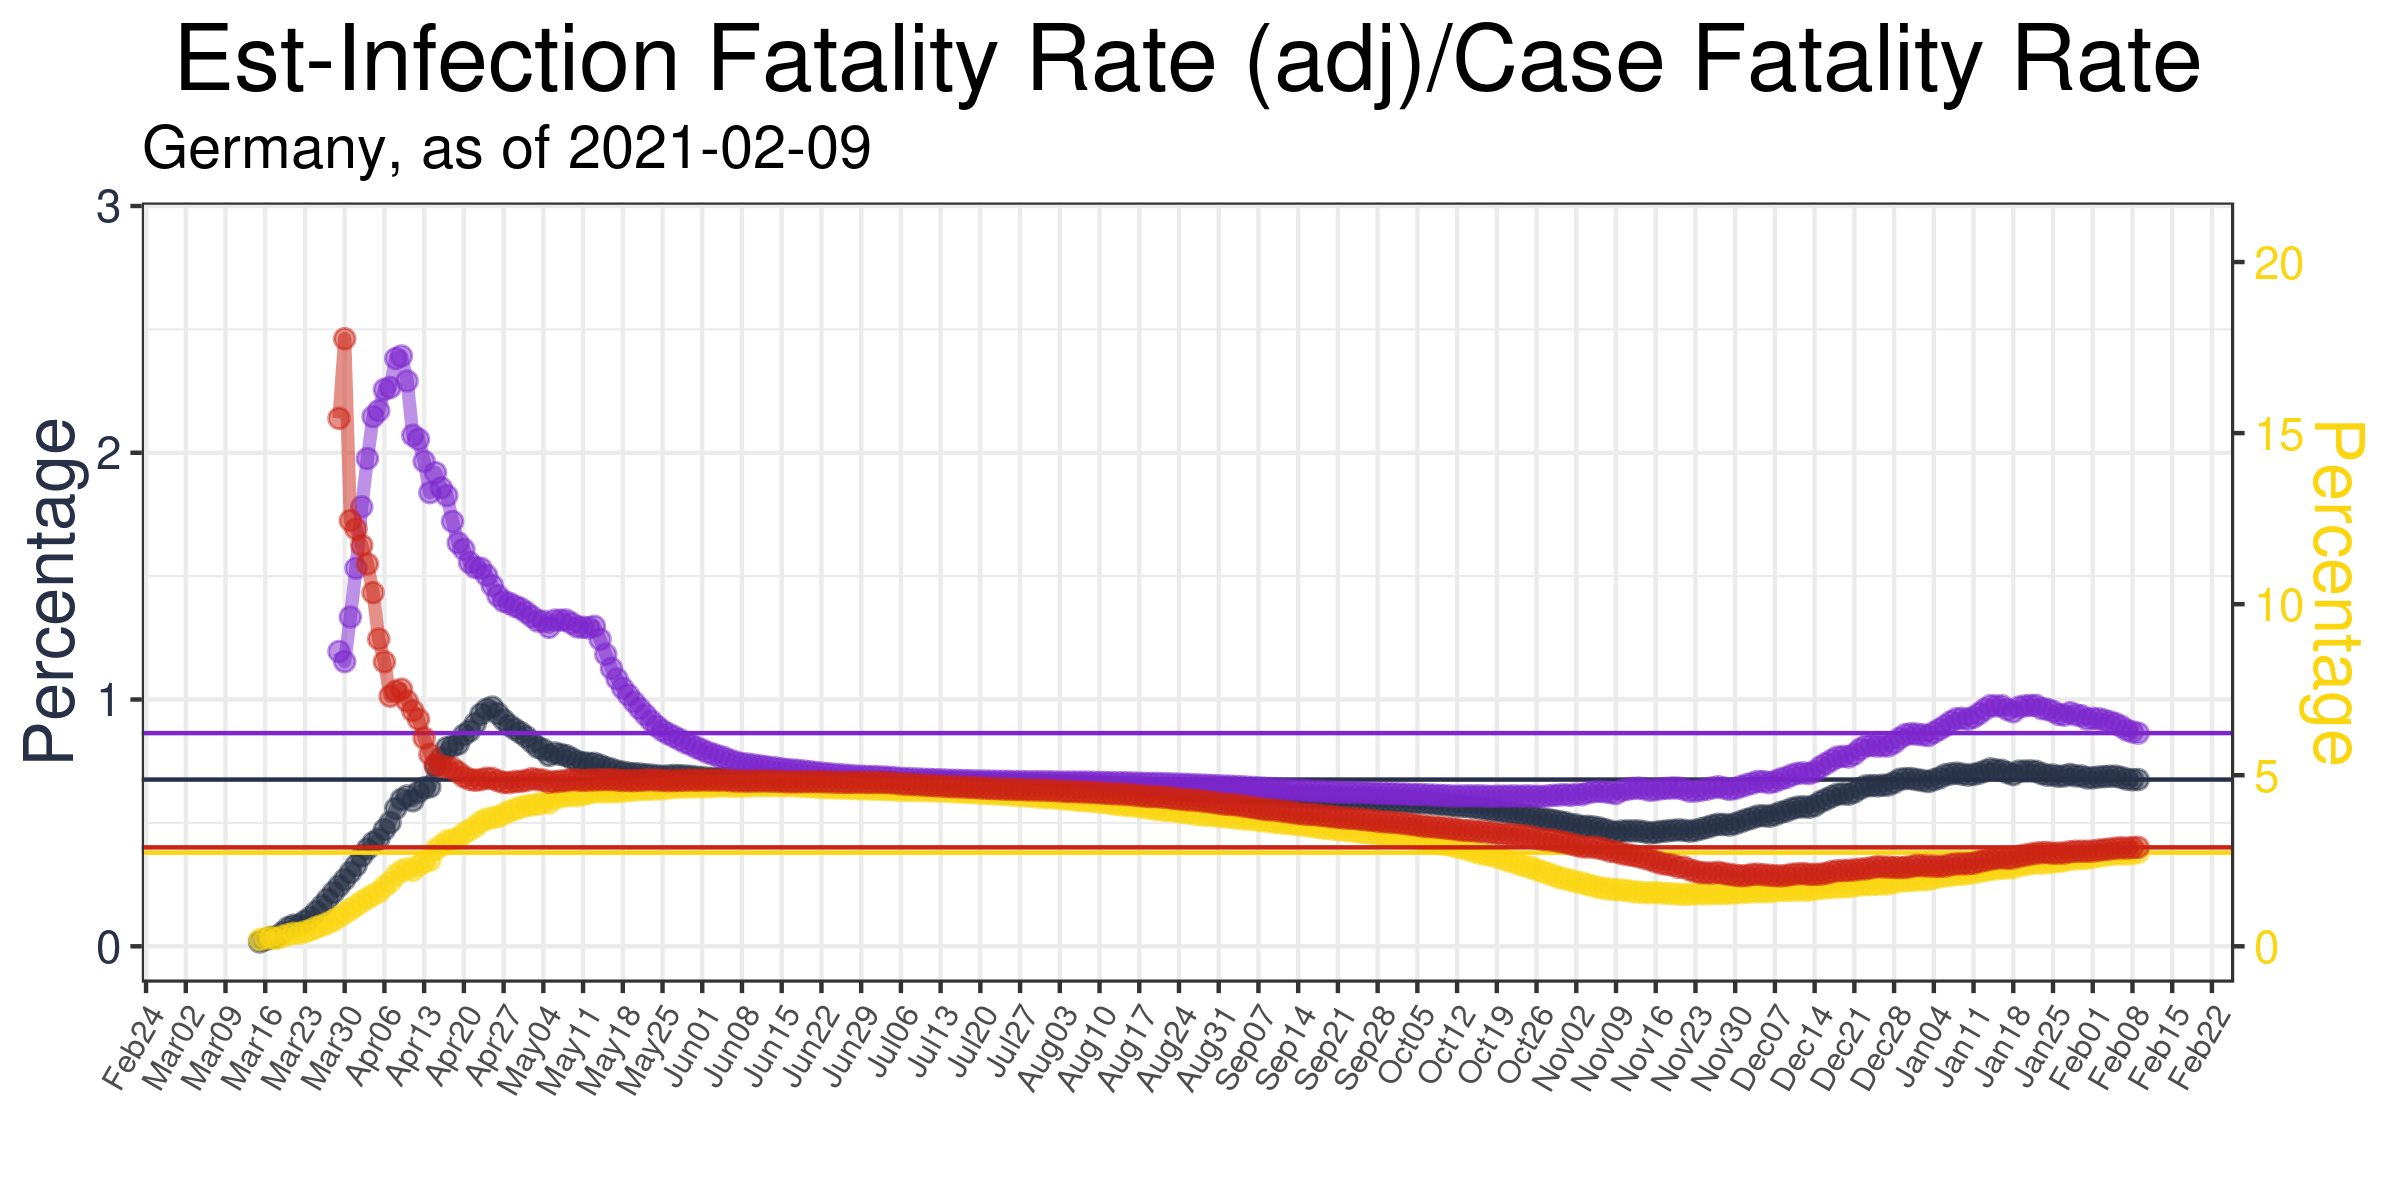 Est-Infection Fatality Rate (adj)/Case Fatality Rate
Germany, as of 2021-02-09
Percentage
3
2
1
0
20
15
10
5
0
Percentage
Feb24
Mar02
Mar09
Mar16
Mar23
Mar30
Apr06
Apr13
Apr20
Apr27
May04
May11
May18
May25
Jun01
Jun08
Jun15
Jun22
Jun29
Jul06
Jul13
Jul20
Jul27
Aug03
Aug10
Aug17
Aug24
Aug31
Sep07
Sep14
Sep21
Sep28
Oct05
Oct12
Oct19
Oct26
Nov02
Nov09
Nov16
Nov23
Nov30
Dec07
Dec14
Dec21
Dec28
Jan04
Jan11
Jan18
Jan25
Feb01
Feb08
Feb15
Feb22